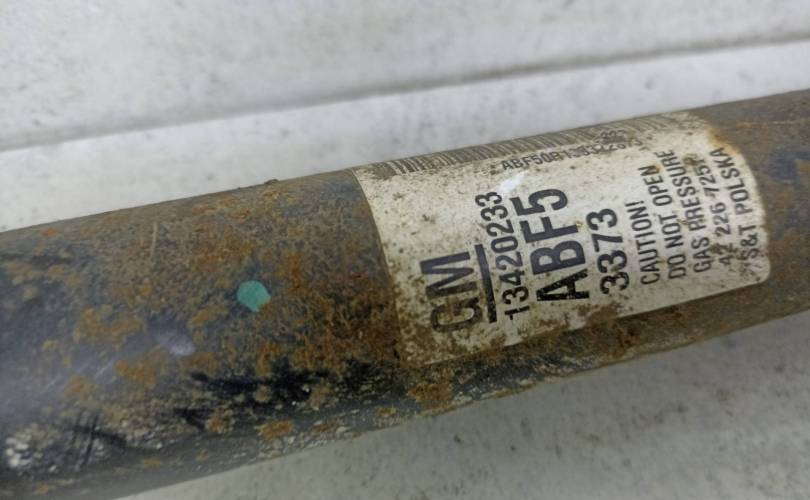 GM
13420233
ABF5
3373
CAUTION!
DO NOT OPEN
GAS PRESSURE
S&T POLSKA